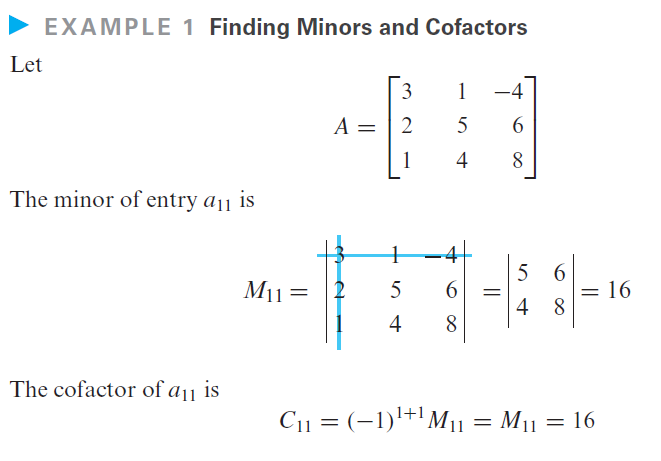 ▶ EXAMPLE 1 Finding Minors and Cofactors
Let
A = [3 1 −4
2 5 6
1 4 8]
The minor of entry a₁₁ is
M₁₁ = |3 1 −4
2 5 6
1 4 8| = |5 6
4 8| = 16
The cofactor of a₁₁ is
C₁₁ = (−1)¹⁺¹M₁₁ = M₁₁ = 16